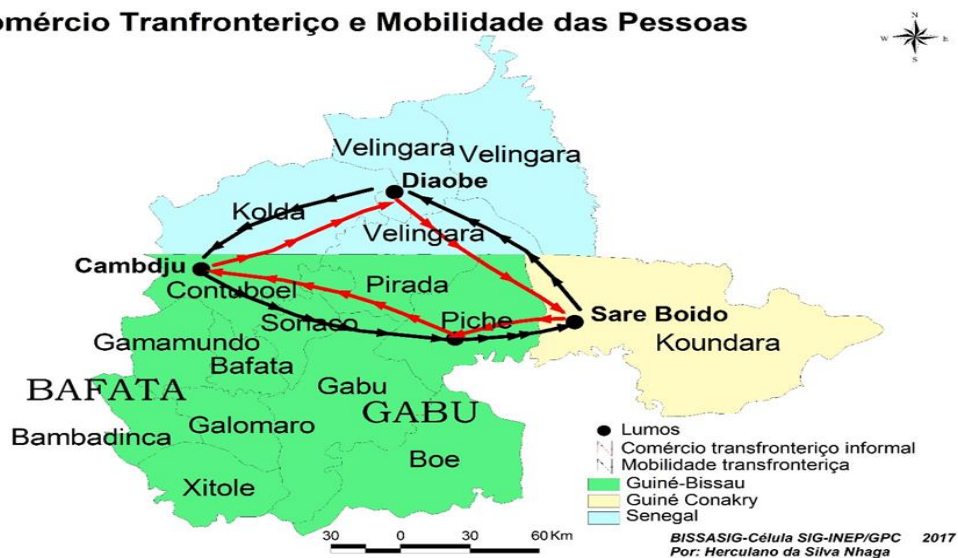 omércio Tranfronteriço e Mobilidade das Pessoas
N
W E
S
Velingara
Velingara
Diaobe
Kolda
Velingara
Cambdju
Contuboel
Pirada
Sonaco
Piche
Sare Boido
Gamamundo
Koundara
Bafata
BAFATA
Gabu
GABU
Bambadinca
Galomaro
Boe
Xitole
Lumos
Comércio transfronteriço informal
Mobilidade transfronteriça
Guiné-Bissau
Guiné Conakry
Senegal
30 0 30 60 Km
BISSASIG-Célula SIG-INEP/GPC 2017
Por: Herculano da Silva Nhaga